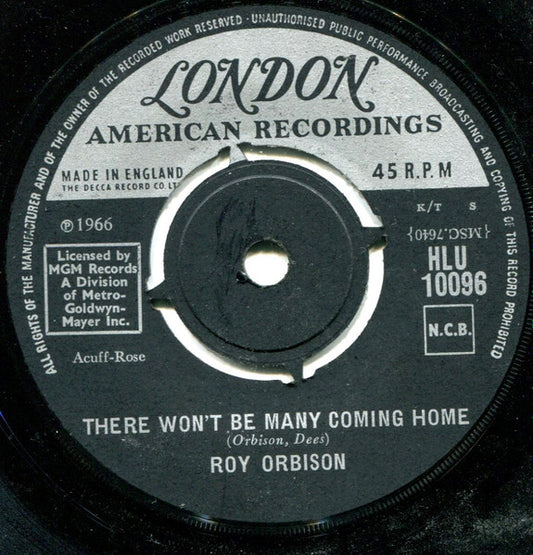 ALL RIGHTS OF THE MANUFACTURER AND OF THE OWNER OF THE RECORDED WORK RESERVED · UNAUTHORISED PUBLIC PERFORMANCE BROADCASTING AND COPYING OF THIS RECORD PROHIBITED
LONDON
AMERICAN RECORDINGS
MADE IN ENGLAND
THE DECCA RECORD CO. LT
45 R.P.M
K/T S
℗ 1966
{MSC.7640}
HLU
10096
Licensed by
MGM Records
A Division
of Metro-
Goldwyn-
Mayer Inc.
N.C.B.
Acuff-Rose
THERE WON'T BE MANY COMING HOME
(Orbison, Dees)
ROY ORBISON